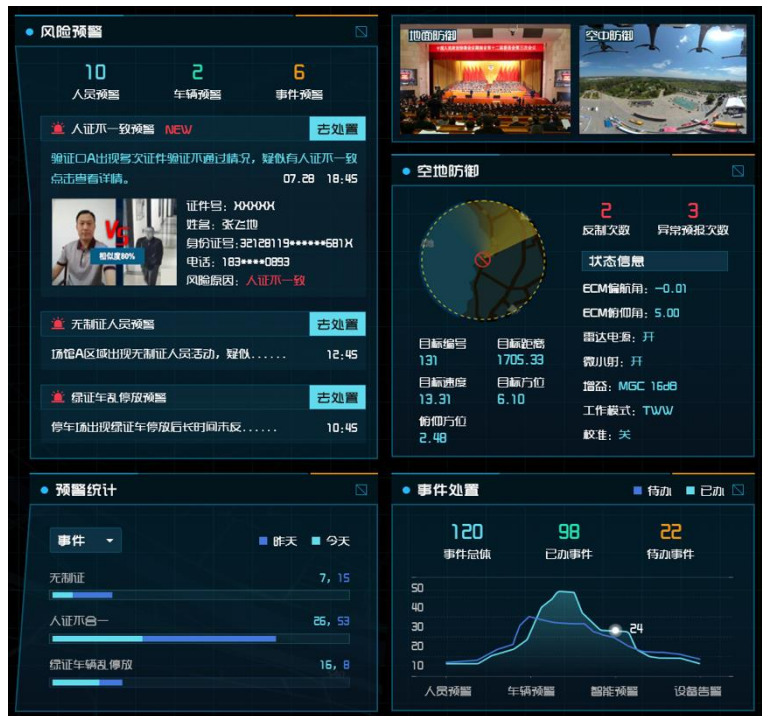 风险预警
10
2
6
人员预警
车辆预警
事件预警
人证不一致预警 NEW
去处置
验证口A出现多次证件验证不通过情况，疑似有人证不一致
点击查看详情。
07.28 18:45
VS
相似度80%
证件号：XXXXX
姓名：张飞地
身份证号:32128119******681X
电话：183****0893
风险原因：人证不一致
无制证人员预警
去处置
场馆A区域出现无制证人员活动，疑似......
12:45
绿证车乱停放预警
去处置
停车场出现绿证车停放后长时间未反......
10:45
地面防御
空中防御
空地防御
2
3
反制次数
异常预报次数
状态信息
ECM偏航角：-0.01
ECM俯仰角：5.00
雷达电源：开
微小射：开
增益：MGC 16dB
工作模式：TWW
校准：关
目标编号
目标距离
131
1705.33
目标速度
目标方位
13.31
6.10
俯仰方位
2.48
预警统计
事件
昨天
今天
无制证
7, 15
人证不合一
26, 53
绿证车辆乱停放
16, 8
事件处置
待办
已办
120
98
22
事件总体
已办事件
待办事件
50
40
30
20
10
24
人员预警
车辆预警
智能预警
设备告警